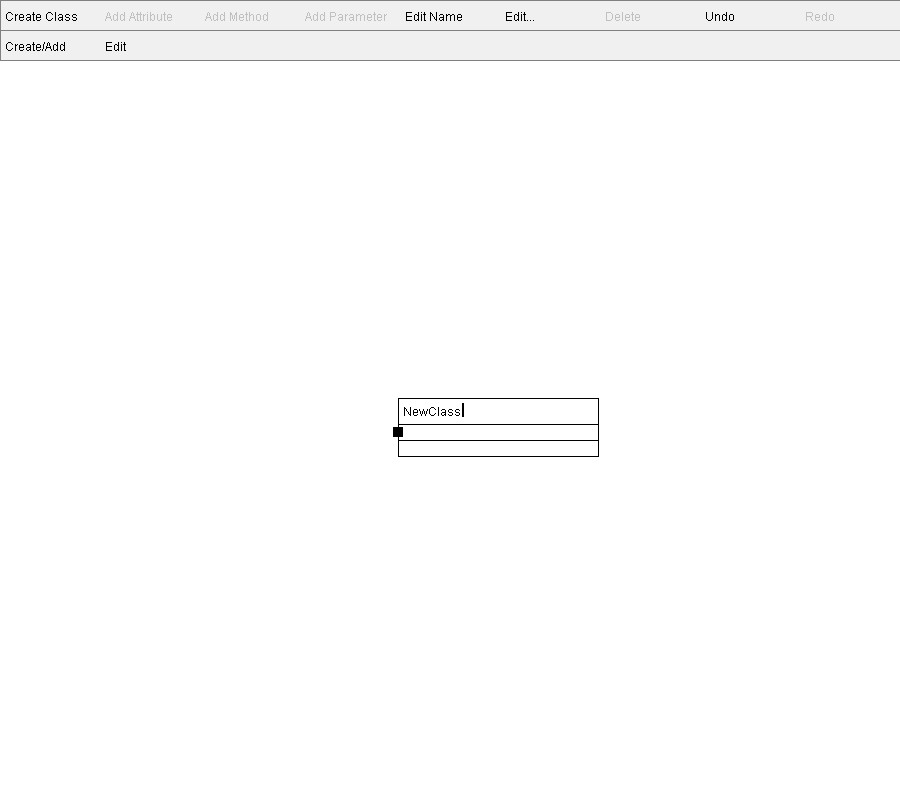 Create Class Add Attribute Add Method Add Parameter Edit Name Edit... Delete Undo Redo
Create/Add Edit
NewClass